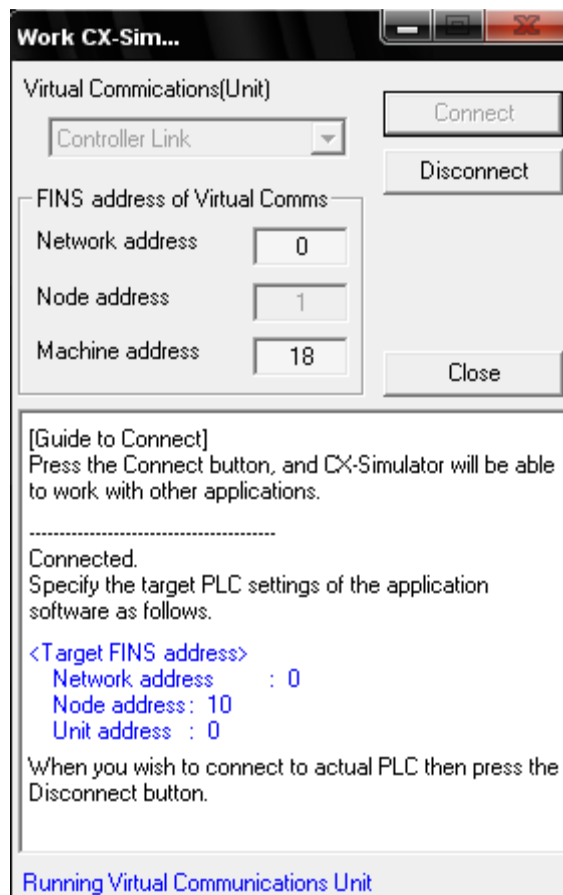 Work CX-Sim...
Virtual Commications(Unit)
Controller Link
Connect
Disconnect
FINS address of Virtual Comms
Network address 0
Node address 1
Machine address 18
Close
[Guide to Connect]
Press the Connect button, and CX-Simulator will be able
to work with other applications.
-----------------------------------------
Connected.
Specify the target PLC settings of the application
software as follows.
<Target FINS address>
Network address : 0
Node address : 10
Unit address : 0
When you wish to connect to actual PLC then press the
Disconnect button.
Running Virtual Communications Unit